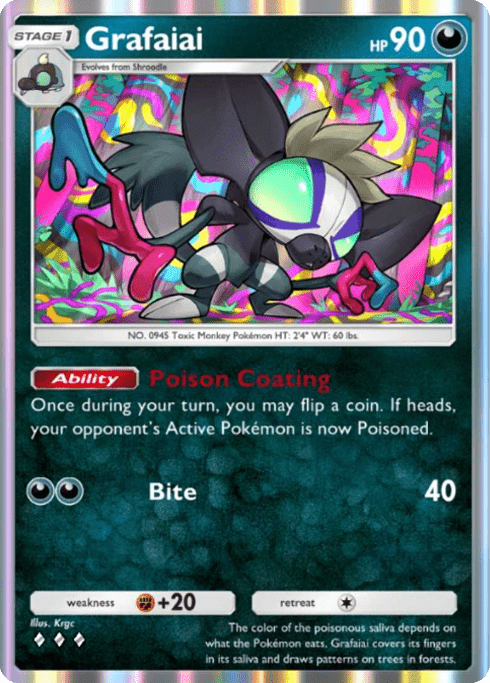 STAGE 1 Grafaiai HP 90
Evolves from Shroodle
NO. 0945 Toxic Monkey Pokémon HT: 2'4" WT: 60 lbs.
Ability Poison Coating
Once during your turn, you may flip a coin. If heads,
your opponent's Active Pokémon is now Poisoned.
Bite 40
weakness +20 retreat
Illus. Krgc
The color of the poisonous saliva depends on
what the Pokémon eats. Grafaiai covers its fingers
in its saliva and draws patterns on trees in forests.